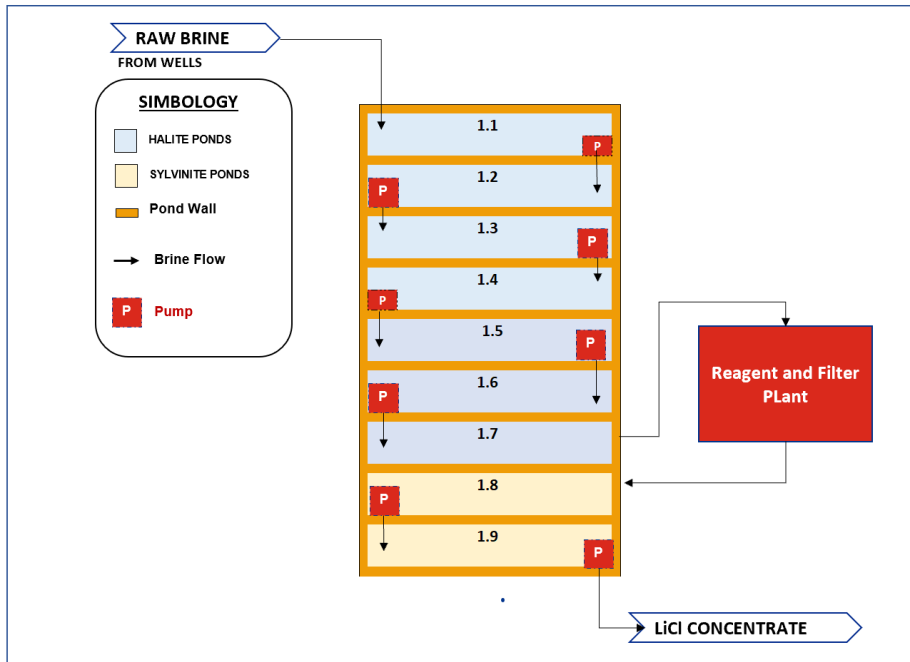 RAW BRINE
FROM WELLS
SIMBOLOGY
HALITE PONDS
SYLVINITE PONDS
Pond Wall
Brine Flow
P Pump
1.1
P
1.2
P
1.3
P
1.4
P
1.5
P
1.6
P
1.7
1.8
P
1.9
P
Reagent and Filter
PLant
LiCl CONCENTRATE